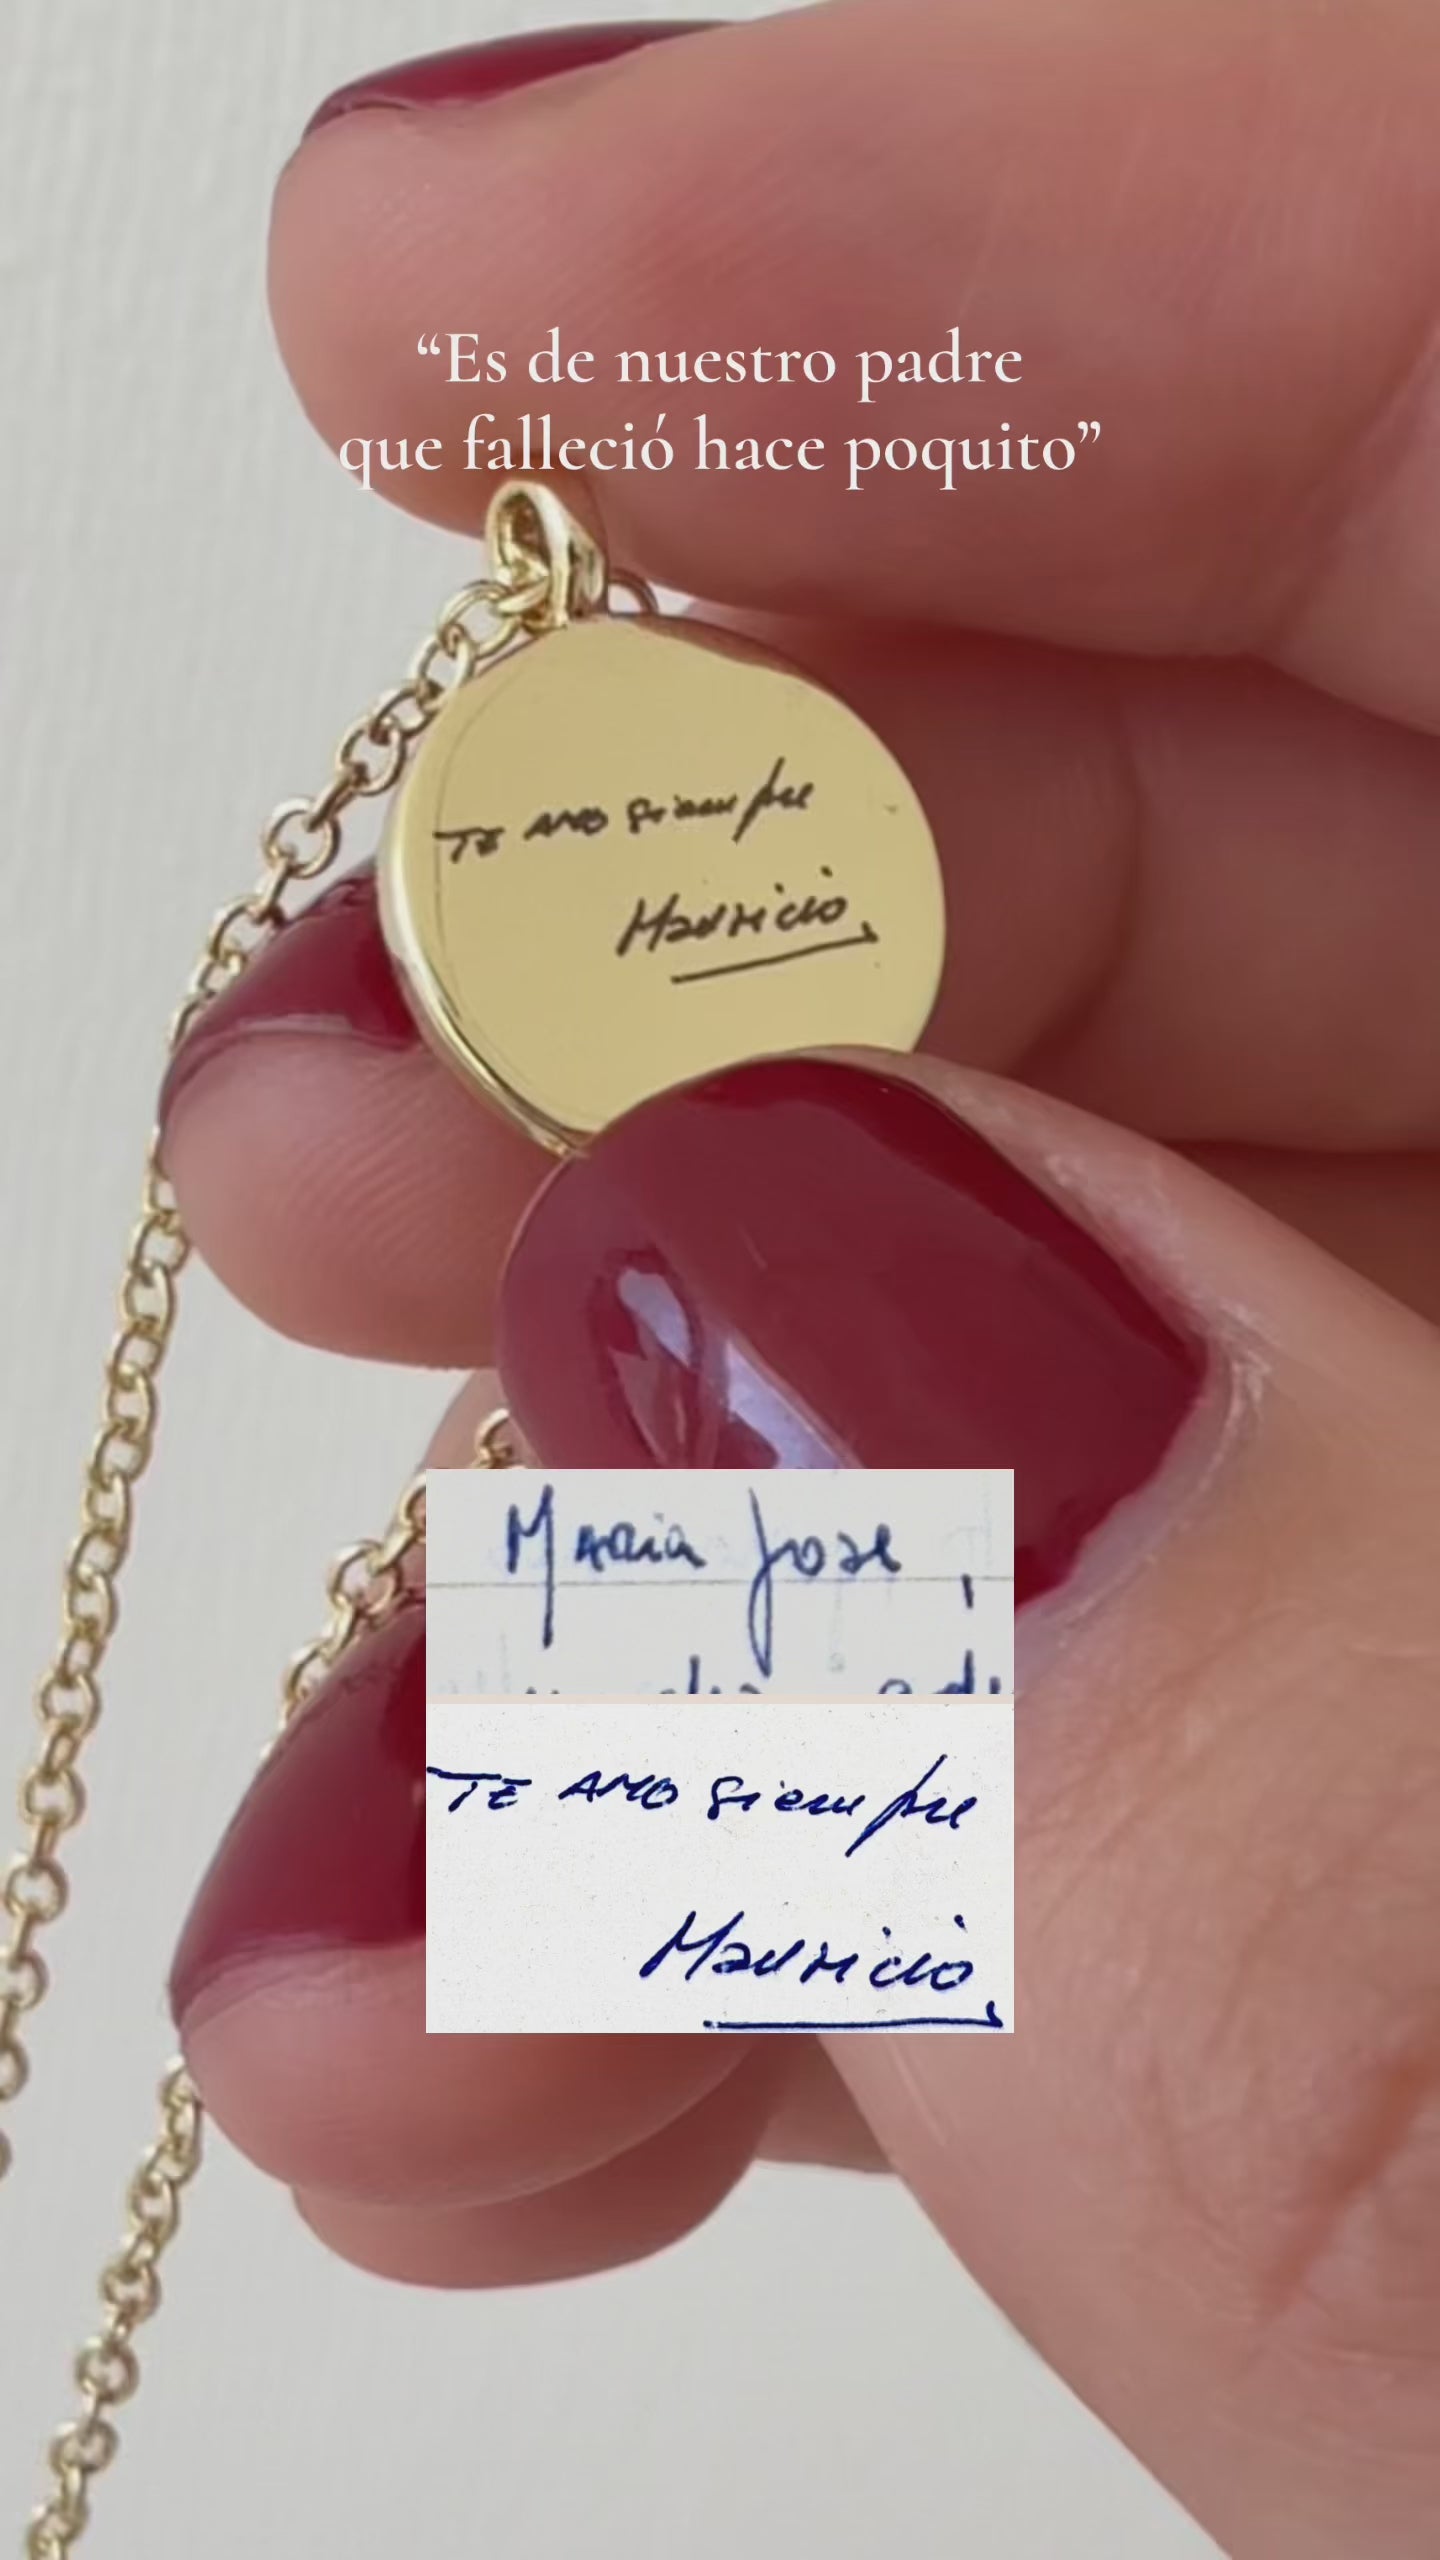 “Es de nuestro padre
que falleció hace poquito”
TE AMO siempre
Mauricio
Maria Jose,
TE AMO siempre
Mauricio